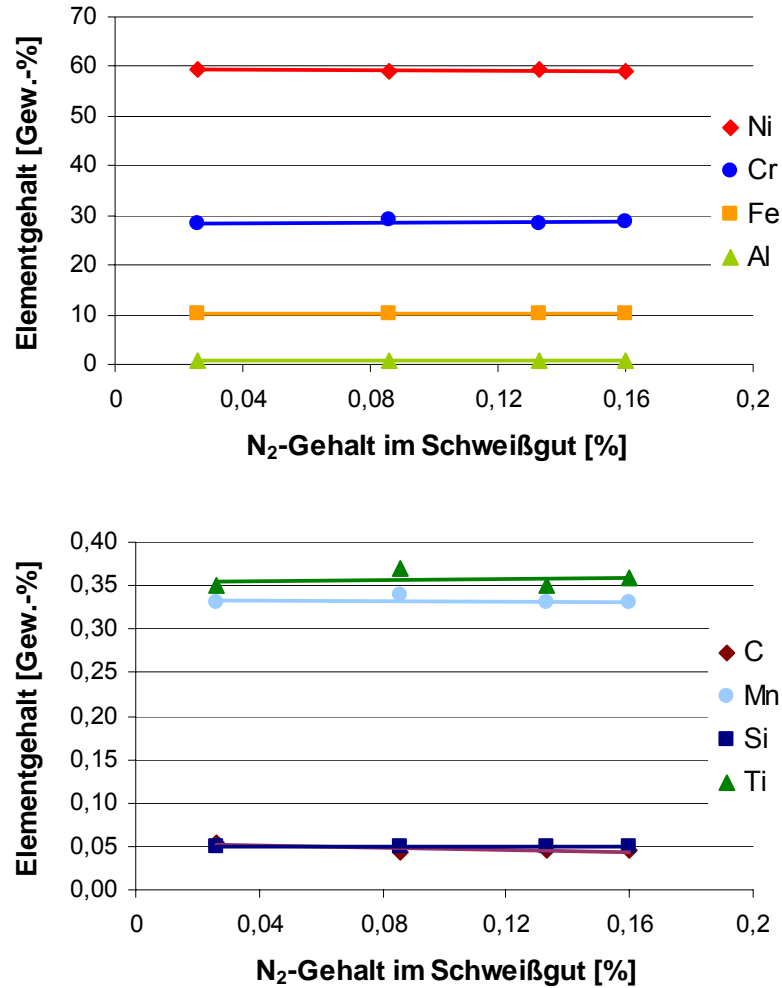 Elementgehalt [Gew.-%]
70
60
50
40
30
20
10
0
0 0,04 0,08 0,12 0,16 0,2
N₂-Gehalt im Schweißgut [%]
Ni
Cr
Fe
Al
Elementgehalt [Gew.-%]
0,40
0,35
0,30
0,25
0,20
0,15
0,10
0,05
0,00
0 0,04 0,08 0,12 0,16 0,2
N₂-Gehalt im Schweißgut [%]
C
Mn
Si
Ti